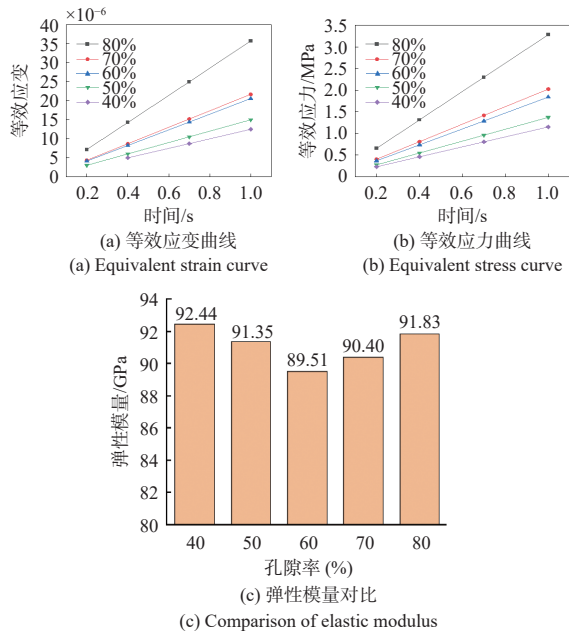 ×10⁻⁶
40
35
30
25
20
15
10
5
0
等效应变
80%
70%
60%
50%
40%
0.2 0.4 0.6 0.8 1.0
时间/s
(a) 等效应变曲线
(a) Equivalent strain curve
3.5
3.0
2.5
2.0
1.5
1.0
0.5
0
等效应力/MPa
80%
70%
60%
50%
40%
0.2 0.4 0.6 0.8 1.0
时间/s
(b) 等效应力曲线
(b) Equivalent stress curve
94
92
90
88
86
84
82
80
弹性模量/GPa
92.44 91.35 89.51 90.40 91.83
40 50 60 70 80
孔隙率 (%)
(c) 弹性模量对比
(c) Comparison of elastic modulus